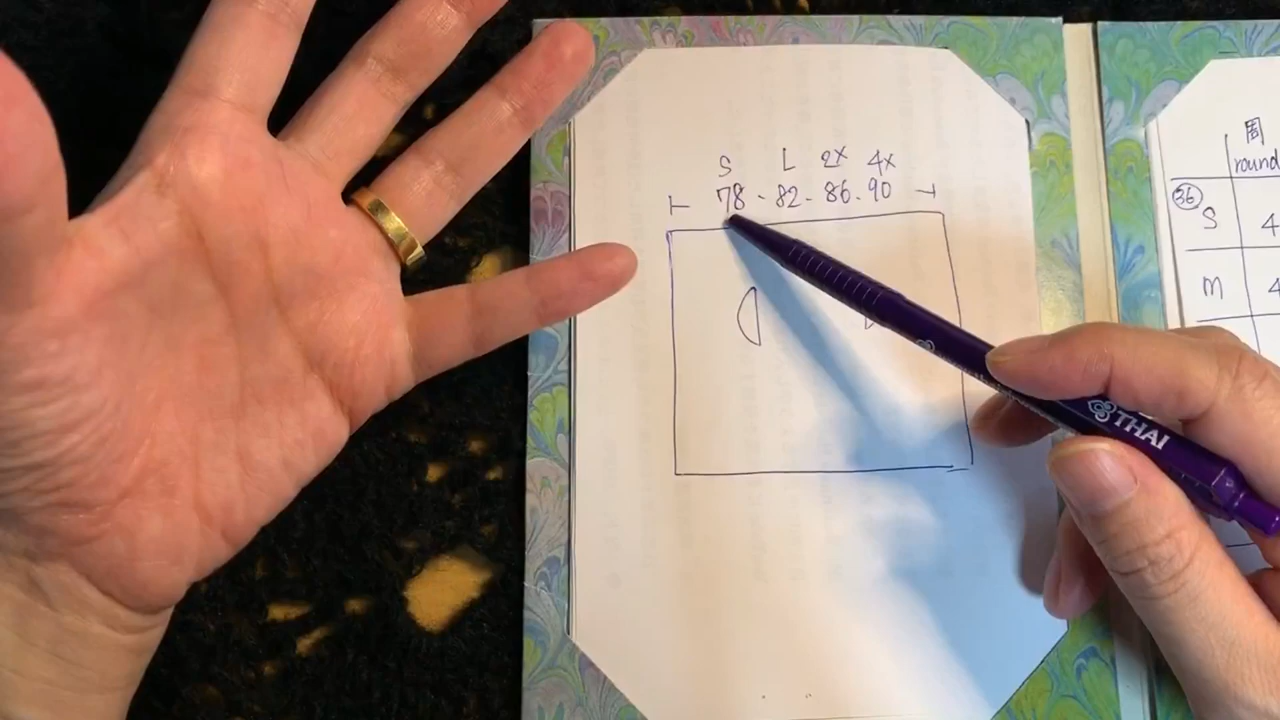 S L 2X 4X
78 - 82 - 86 - 90
THAI
周
round
36
S 4
M 4